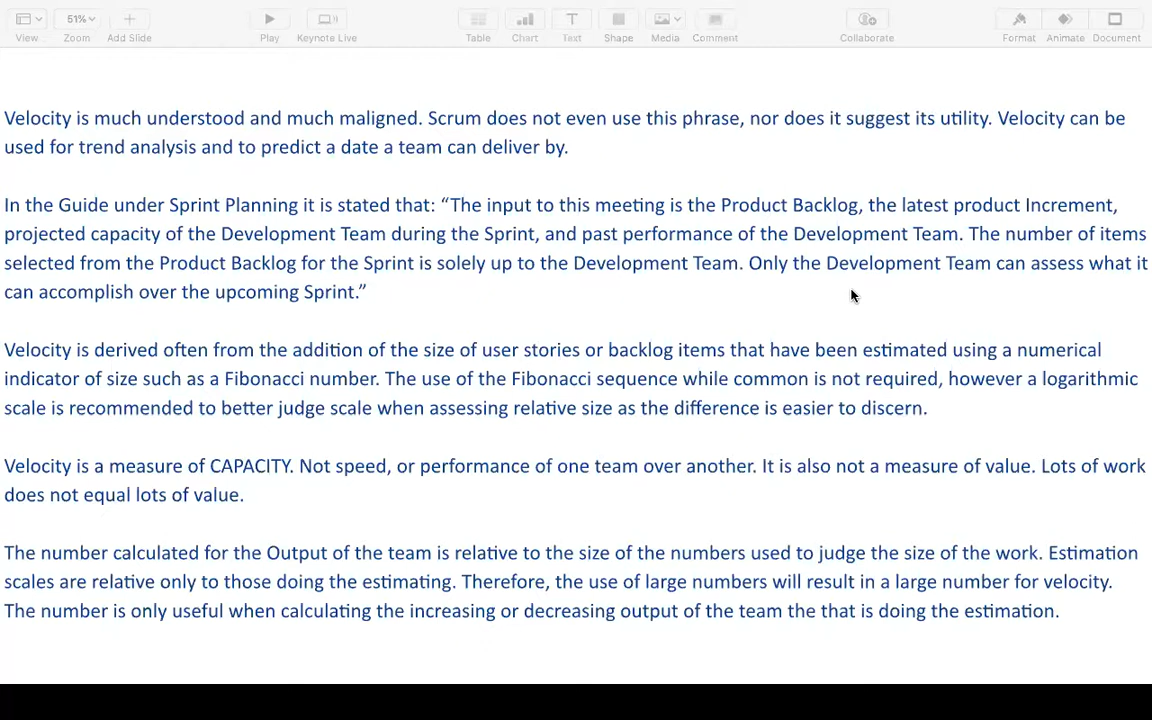 51%
View
Zoom
Add Slide
Play
Keynote Live
Table
Chart
Text
Shape
Media
Comment
Collaborate
Format
Animate
Document
Velocity is much understood and much maligned. Scrum does not even use this phrase, nor does it suggest its utility. Velocity can be
used for trend analysis and to predict a date a team can deliver by.
In the Guide under Sprint Planning it is stated that: “The input to this meeting is the Product Backlog, the latest product Increment,
projected capacity of the Development Team during the Sprint, and past performance of the Development Team. The number of items
selected from the Product Backlog for the Sprint is solely up to the Development Team. Only the Development Team can assess what it
can accomplish over the upcoming Sprint.”
Velocity is derived often from the addition of the size of user stories or backlog items that have been estimated using a numerical
indicator of size such as a Fibonacci number. The use of the Fibonacci sequence while common is not required, however a logarithmic
scale is recommended to better judge scale when assessing relative size as the difference is easier to discern.
Velocity is a measure of CAPACITY. Not speed, or performance of one team over another. It is also not a measure of value. Lots of work
does not equal lots of value.
The number calculated for the Output of the team is relative to the size of the numbers used to judge the size of the work. Estimation
scales are relative only to those doing the estimating. Therefore, the use of large numbers will result in a large number for velocity.
The number is only useful when calculating the increasing or decreasing output of the team the that is doing the estimation.